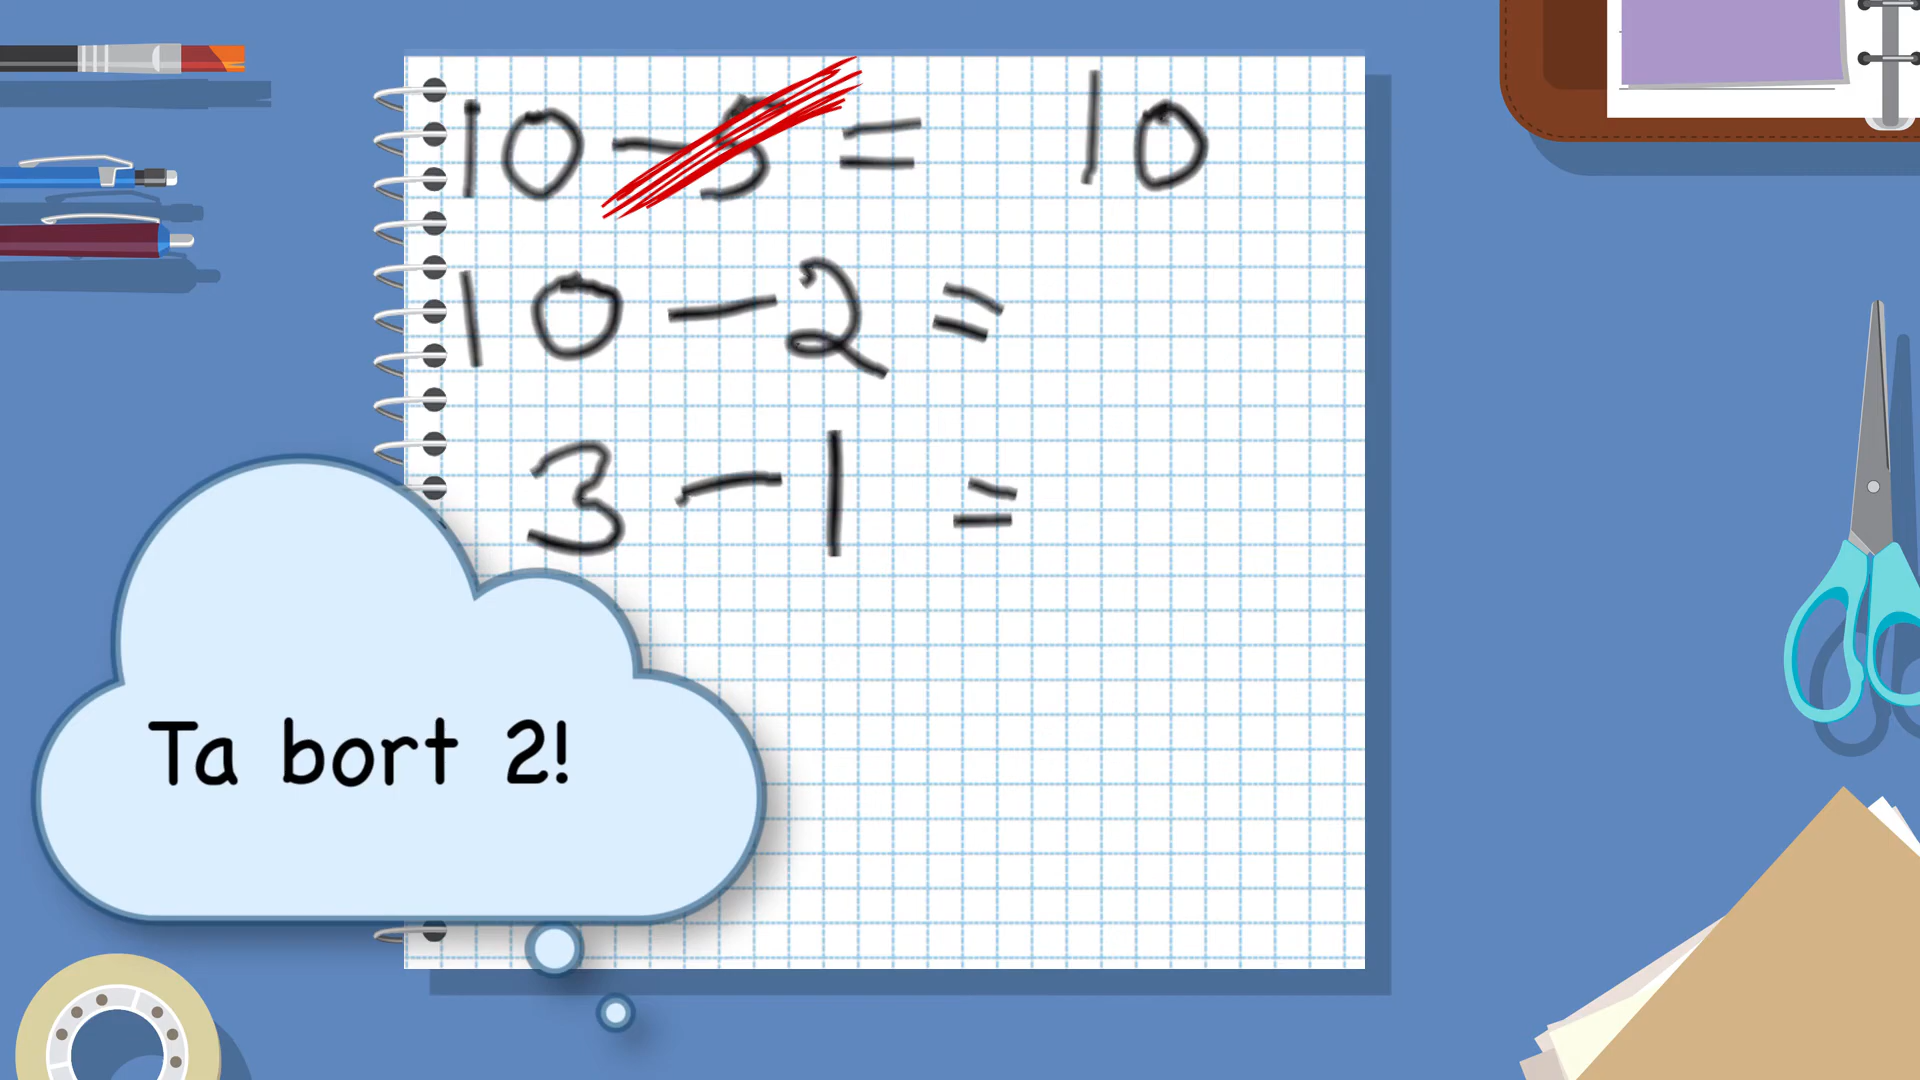 10 - 5 = 10
10 - 2 =
3 - 1 =
Ta bort 2!